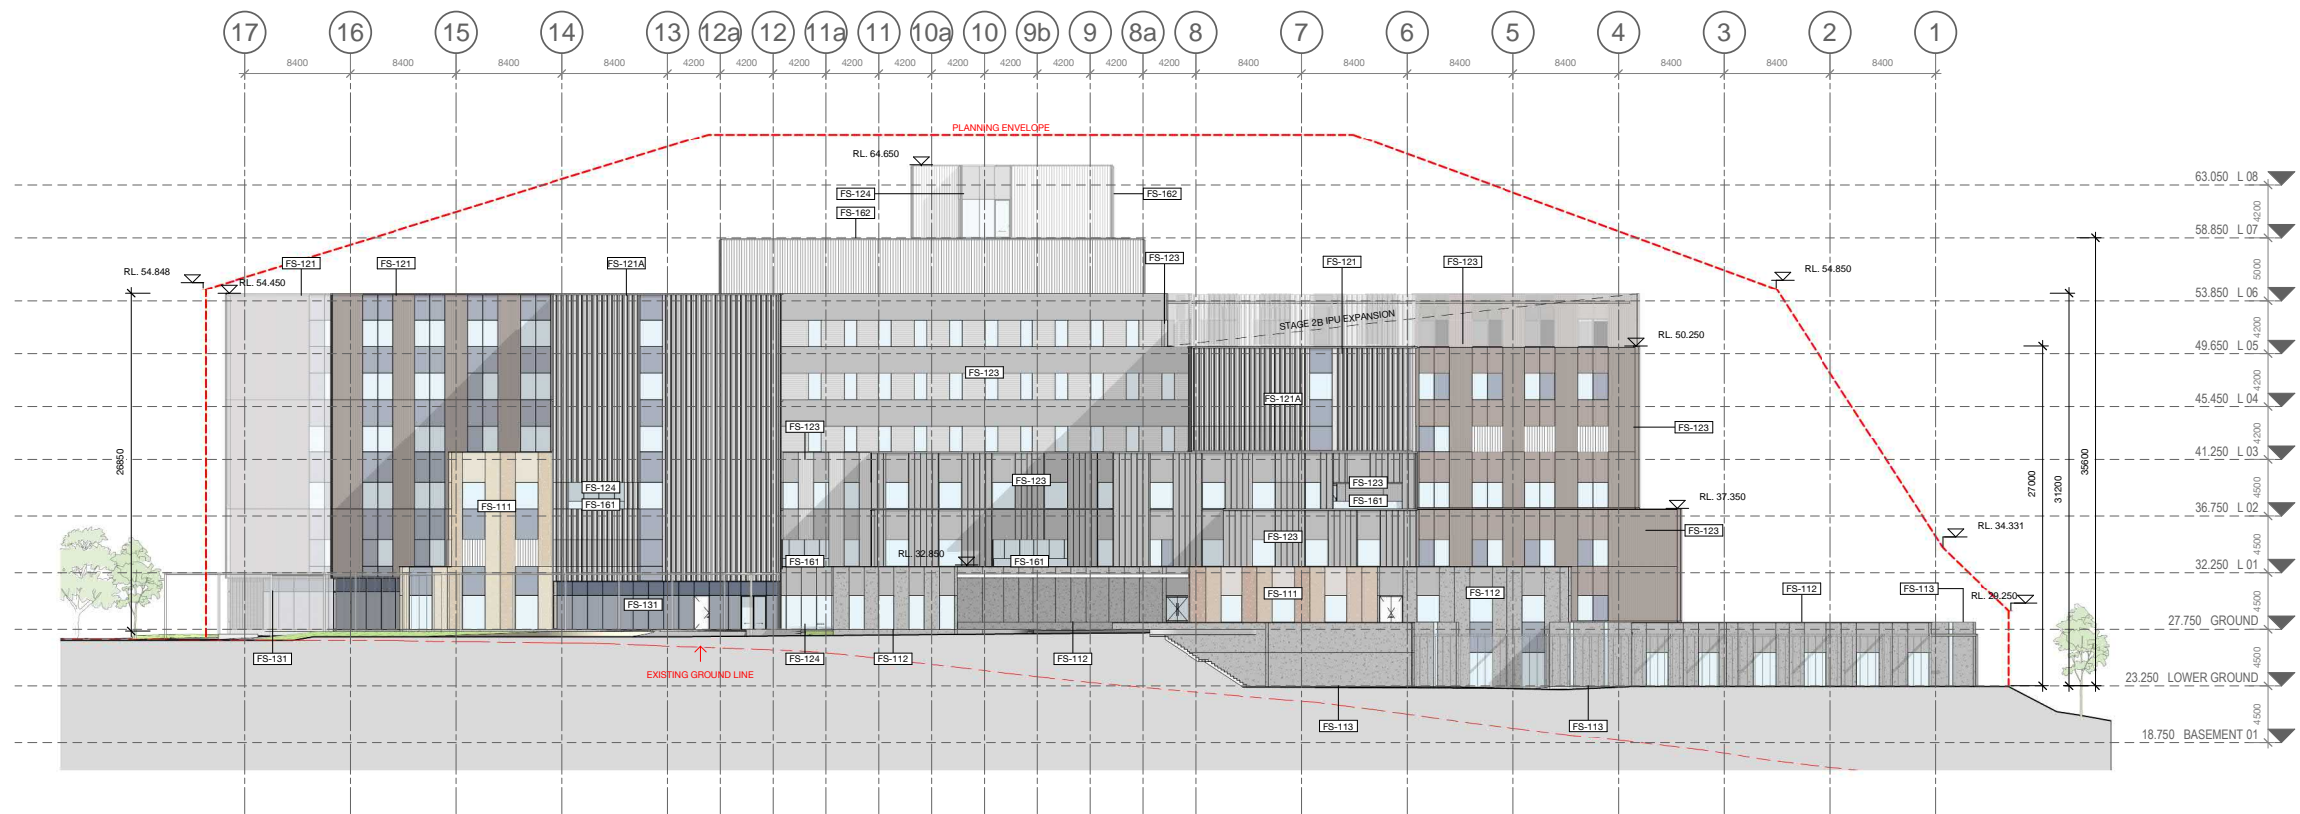 17 16 15 14 13 12a 12 11a 11 10a 10 9b 9 8a 8 7 6 5 4 3 2 1
8400 8400 8400 8400 4200 4200 4200 4200 4200 4200 4200 4200 4200 4200 8400 8400 8400 8400 8400 8400 8400
PLANNING ENVELOPE
RL. 64.650
63.050 L 08
FS-124 FS-162
FS-162
4200
58.850 L 07
FS-121 FS-121 FS-121A FS-123 FS-121 FS-123
RL. 54.848 RL. 54.850
RL. 54.450
5000
53.850 L 06
STAGE 2B IPU EXPANSION
4200
RL. 50.250
49.650 L 05
FS-123
4200
FS-121A
45.450 L 04
FS-123 FS-123
4200
41.250 L 03
26850
27000
31200
35600
FS-124 FS-123 FS-123
FS-161 FS-161
FS-111
4500
RL. 37.350
36.750 L 02
FS-123
RL. 34.331
FS-123
4500
RL. 32.850
FS-161 FS-161
32.250 L 01
FS-131 FS-111 FS-112 FS-112 FS-113
RL. 29.250
4500
27.750 GROUND
FS-131 FS-124 FS-112 FS-112
4500
EXISTING GROUND LINE
23.250 LOWER GROUND
FS-113 FS-113
4500
18.750 BASEMENT 01